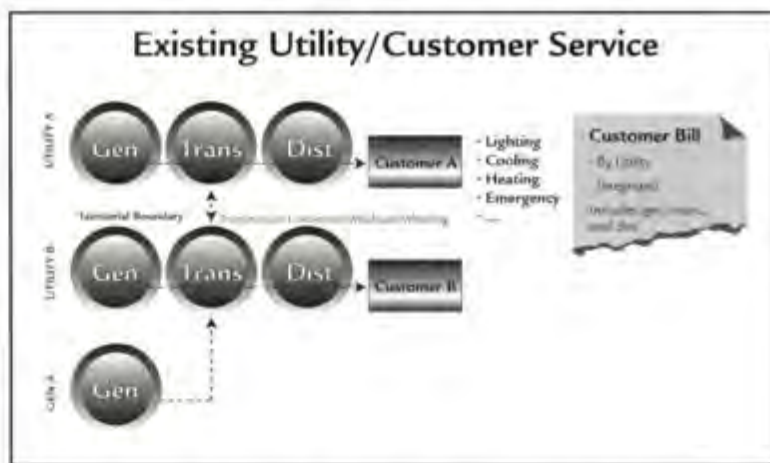 Existing Utility/Customer Service
UTILITY A
Gen Trans Dist
Customer A
· Lighting
· Cooling
· Heating
· Emergency
Customer Bill
· By Utility
Territorial Boundary
UTILITY B
Gen Trans Dist
Customer B
Gen